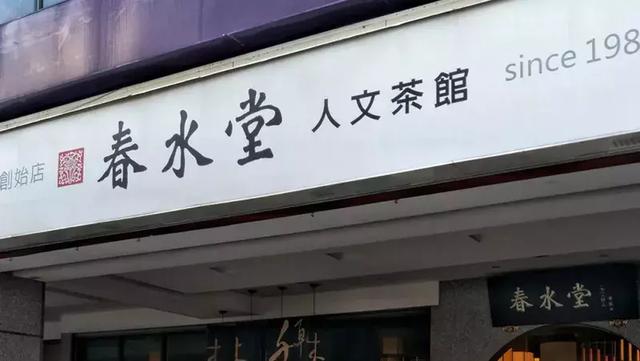 創始店 春水堂 人文茶館 since 198
春水堂